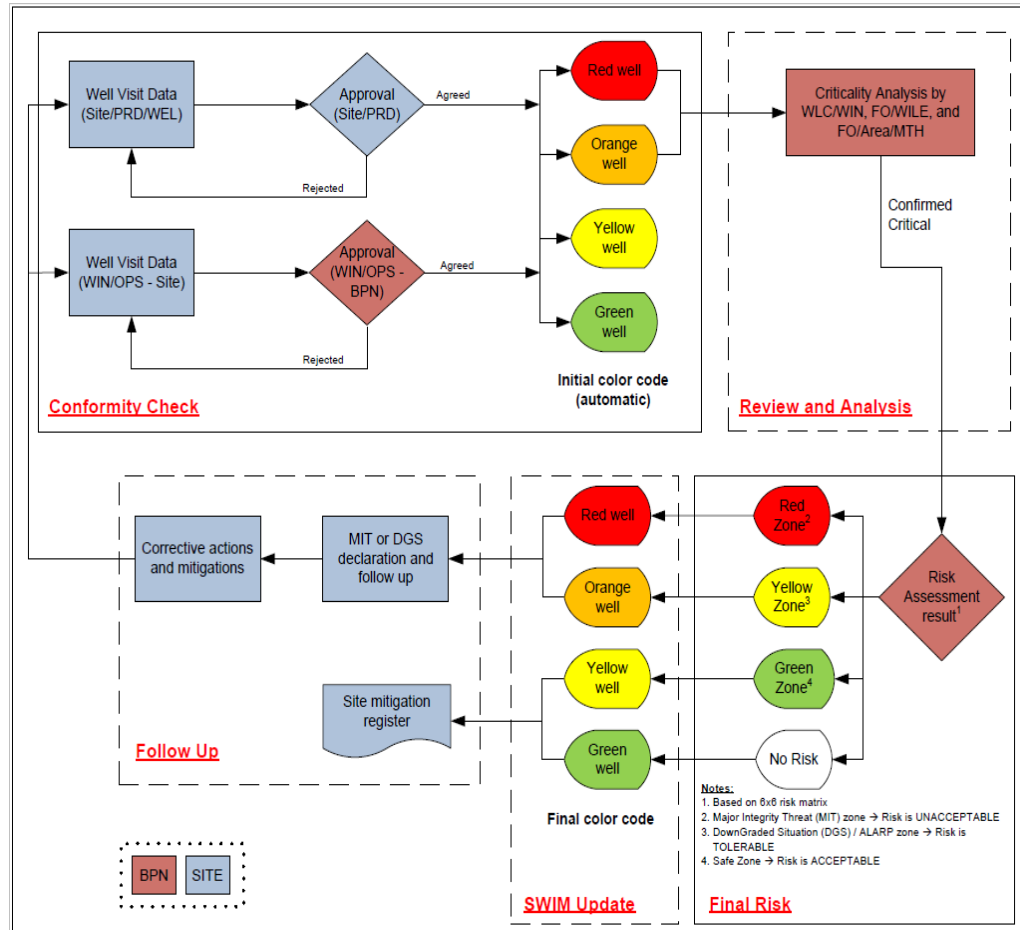 Well Visit Data
(Site/PRD/WEL)
Approval
(Site/PRD)
Agreed
Rejected
Well Visit Data
(WIN/OPS - Site)
Approval
(WIN/OPS -
BPN)
Agreed
Rejected
Red well
Orange
well
Yellow
well
Green
well
Initial color code
(automatic)
Conformity Check
Criticality Analysis by
WLC/WIN, FO/WILE, and
FO/Area/MTH
Confirmed
Critical
Review and Analysis
Corrective actions
and mitigations
MIT or DGS
declaration and
follow up
Site mitigation
register
Follow Up
Red well
Orange
well
Yellow
well
Green
well
Final color code
SWIM Update
Red
Zone2
Yellow
Zone3
Green
Zone4
No Risk
Risk
Assessment
result1
Notes:
1. Based on 6x6 risk matrix
2. Major Integrity Threat (MIT) zone → Risk is UNACCEPTABLE
3. DownGraded Situation (DGS) / ALARP zone → Risk is
TOLERABLE
4. Safe Zone → Risk is ACCEPTABLE
Final Risk
BPN
SITE